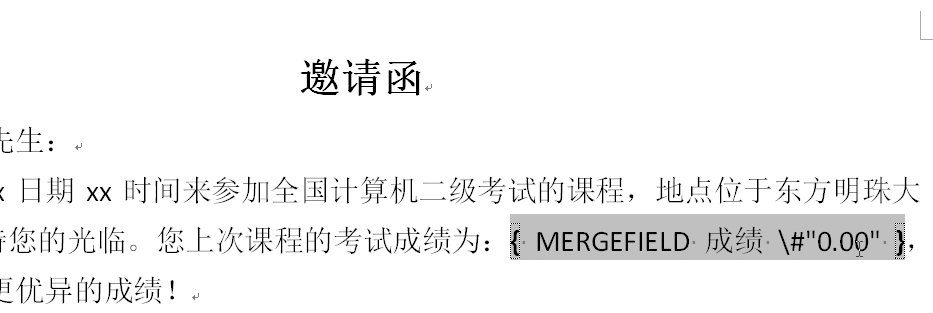 邀请函
先生：
x 日期 xx 时间来参加全国计算机二级考试的课程，地点位于东方明珠大
待您的光临。您上次课程的考试成绩为：{ MERGEFIELD 成绩 \#"0.00" }，
更优异的成绩！